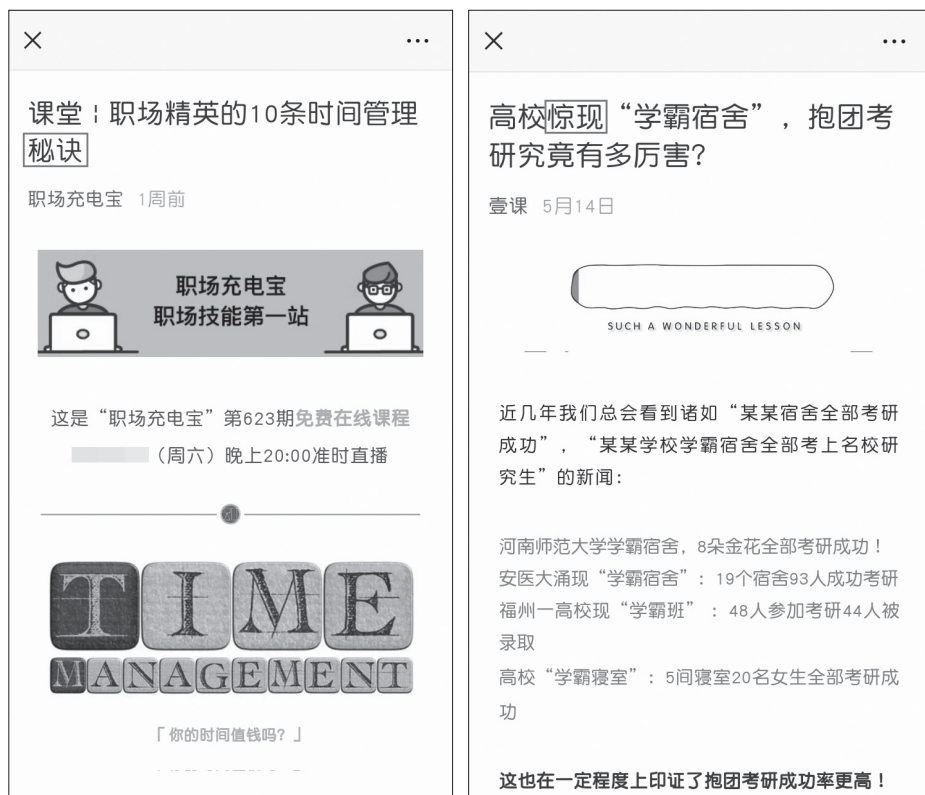 课堂 | 职场精英的10条时间管理
秘诀
职场充电宝 1周前
职场充电宝
职场技能第一站
这是“职场充电宝”第623期免费在线课程
（周六）晚上20:00准时直播
TIME
MANAGEMENT
「你的时间值钱吗？」
高校惊现“学霸宿舍”，抱团考
研究竟有多厉害？
壹课 5月14日
SUCH A WONDERFUL LESSON
近几年我们总会看到诸如“某某宿舍全部考研
成功”，“某某学校学霸宿舍全部考上名校研
究生”的新闻：
河南师范大学学霸宿舍，8朵金花全部考研成功！
安医大涌现“学霸宿舍”：19个宿舍93人成功考研
福州一高校现“学霸班”：48人参加考研44人被
录取
高校“学霸寝室”：5间寝室20名女生全部考研成
功
这也在一定程度上印证了抱团考研成功率更高！